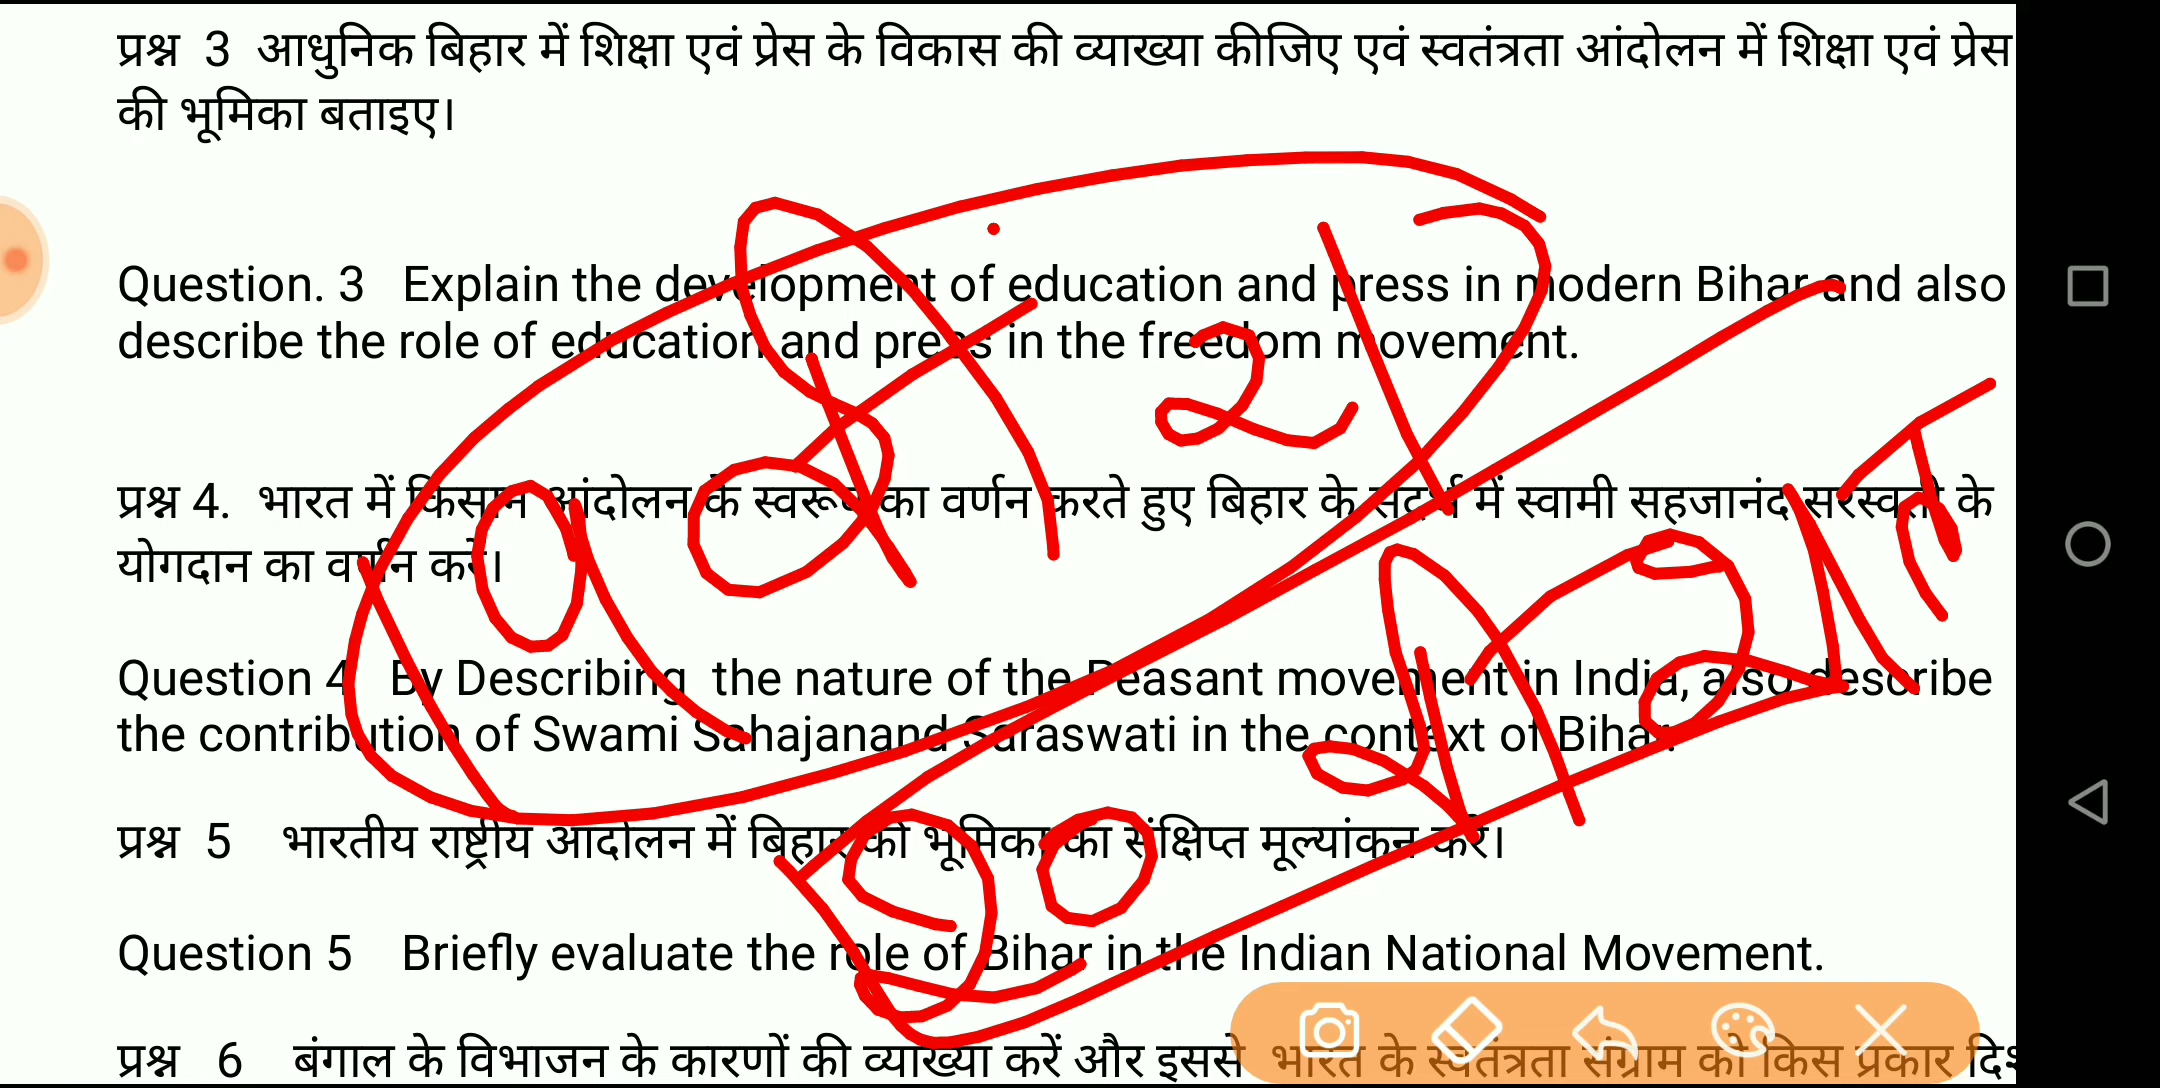 प्रश्न 3 आधुनिक बिहार में शिक्षा एवं प्रेस के विकास की व्याख्या कीजिए एवं स्वतंत्रता आंदोलन में शिक्षा एवं प्रेस
की भूमिका बताइए।
Question. 3 Explain the development of education and press in modern Bihar and also
describe the role of education and press in the freedom movement.
प्रश्न 4. भारत में किसान आंदोलन के स्वरूप का वर्णन करते हुए बिहार के संदर्भ में स्वामी सहजानंद सरस्वती के
योगदान का वर्णन करें।
Question 4 By Describing the nature of the Peasant movement in India, also describe
the contribution of Swami Sahajanand Saraswati in the context of Bihar.
प्रश्न 5 भारतीय राष्ट्रीय आंदोलन में बिहार की भूमिका का संक्षिप्त मूल्यांकन करें।
Question 5 Briefly evaluate the role of Bihar in the Indian National Movement.
प्रश्न 6 बंगाल के विभाजन के कारणों की व्याख्या करें और इससे भारत के स्वतंत्रता संग्राम को किस प्रकार